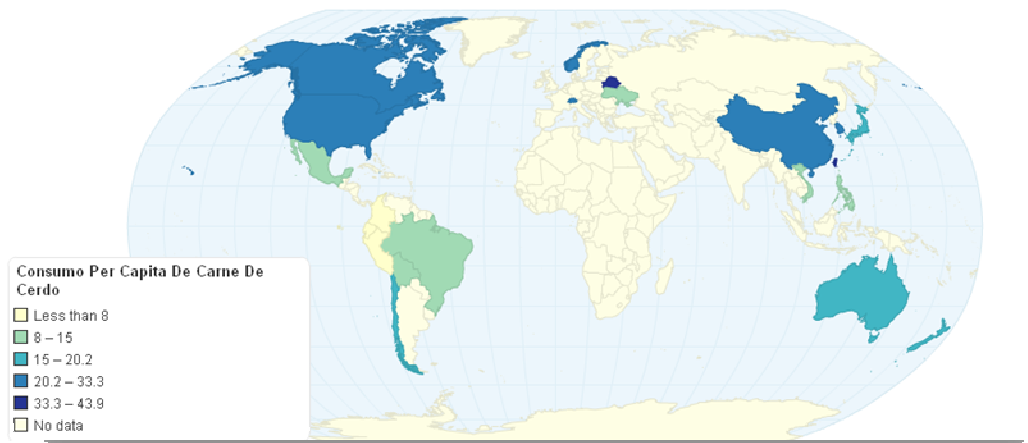 Consumo Per Capita De Carne De
Cerdo
Less than 8
8 – 15
15 – 20.2
20.2 – 33.3
33.3 – 43.9
No data